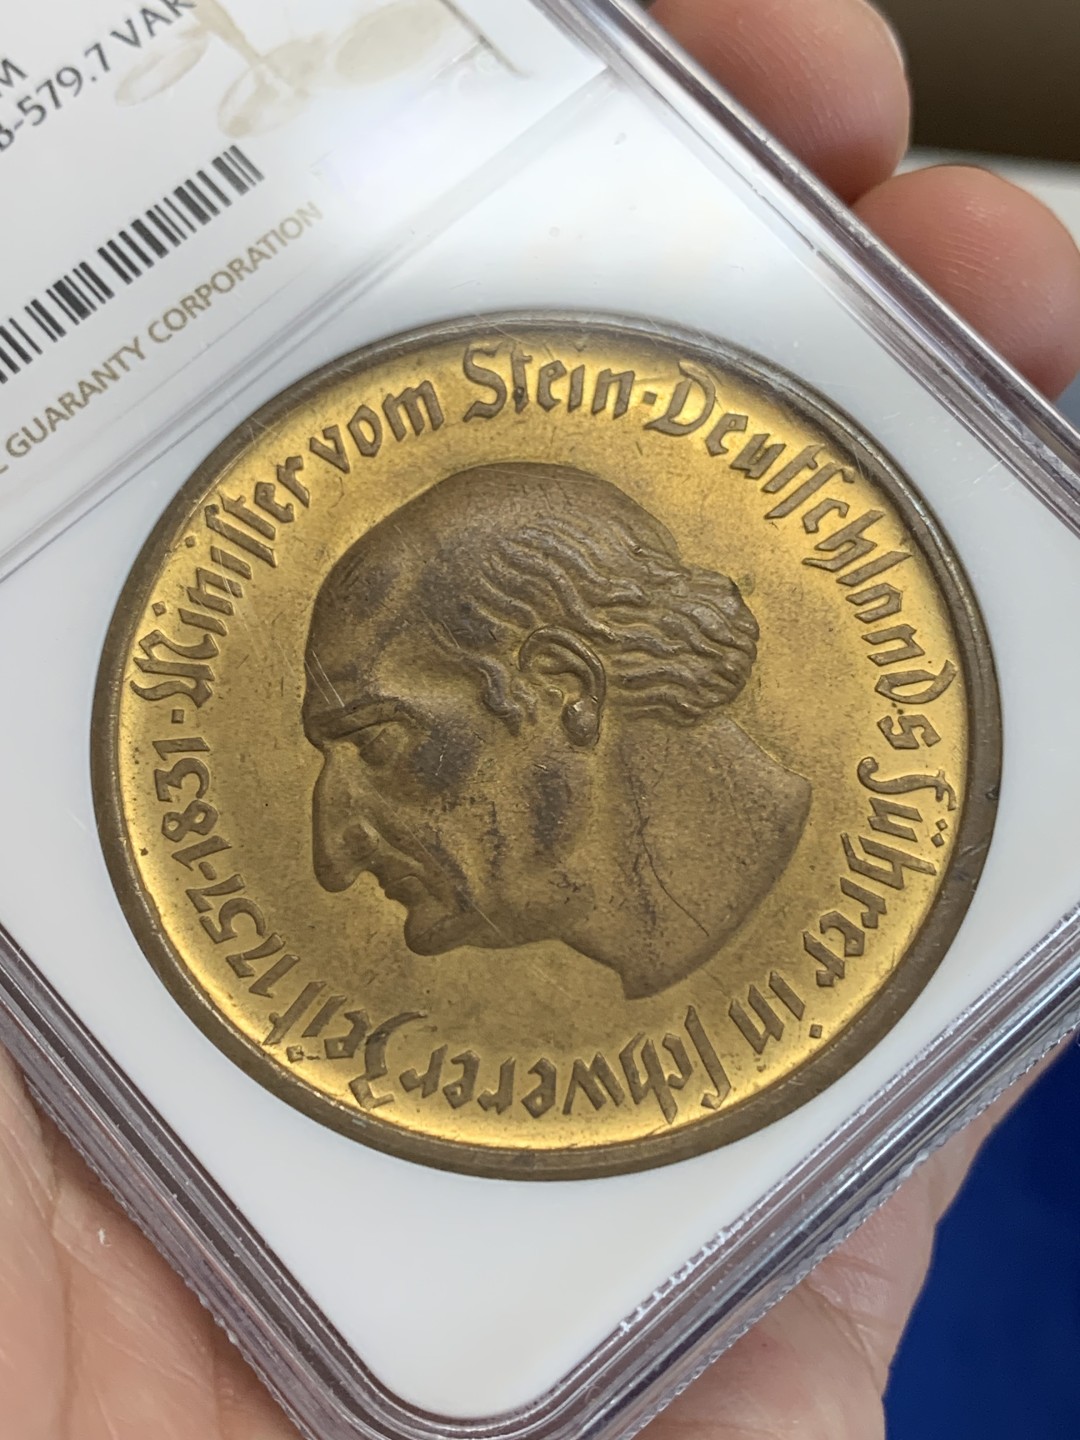 M
B-579.7 VAR
GUARANTY CORPORATION
Minister vom Stein · Deutschlands Führer in schwerer Zeit 1757-1831 ·